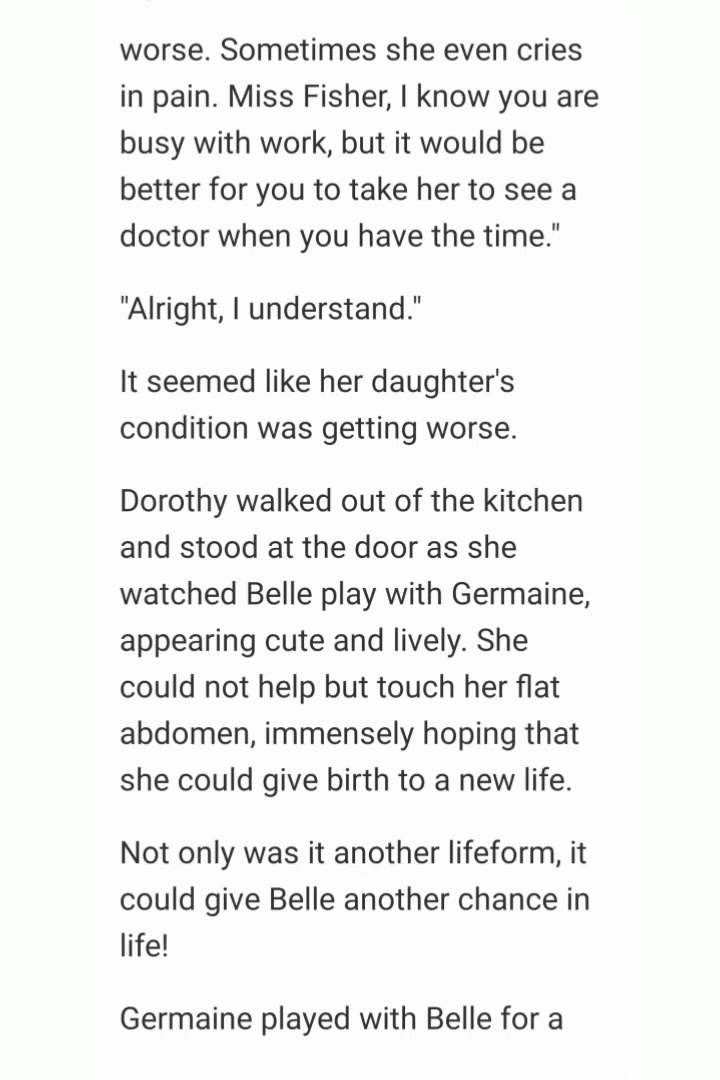 worse. Sometimes she even cries
in pain. Miss Fisher, I know you are
busy with work, but it would be
better for you to take her to see a
doctor when you have the time."
"Alright, I understand."
It seemed like her daughter's
condition was getting worse.
Dorothy walked out of the kitchen
and stood at the door as she
watched Belle play with Germaine,
appearing cute and lively. She
could not help but touch her flat
abdomen, immensely hoping that
she could give birth to a new life.
Not only was it another lifeform, it
could give Belle another chance in
life!
Germaine played with Belle for a